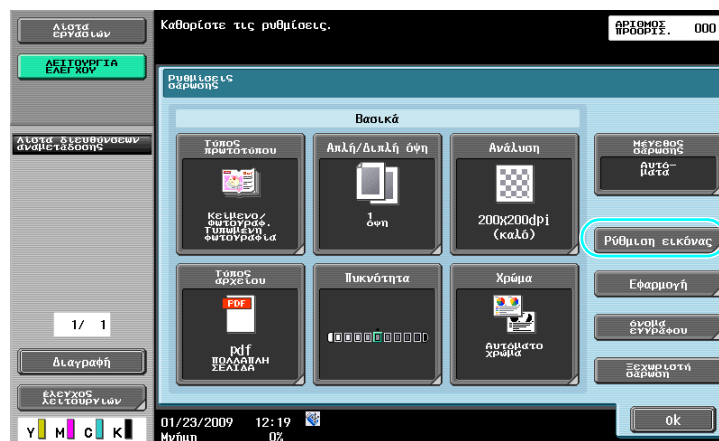 Λίστα
εργασιών
Καθορίστε τις ρυθμίσεις.
ΑΡΙΘΜΟΣ
ΠΡΟΟΡΙΣ.
000
ΛΕΙΤΟΥΡΓΙΑ
ΕΛΕΓΧΟΥ
Ρυθμίσεις
σάρωσης
Βασικά
Λίστα διευθύνσεων
αναμετάδοσης
Τύπος
πρωτοτύπου
Απλή/Διπλή όψη
Ανάλυση
Μέγεθος
σάρωσης
Αυτό-
ματα
Κείμενο/
Φωτογραφ.
Τυπωμένη
Φωτογραφία
1
όψη
200X200dpi
(καλό)
Ρύθμιση εικόνας
Τύπος
αρχείου
Πυκνότητα
Χρώμα
Εφαρμογή
PDF
pdf
ΠΟΛΛΑΠΛΗ
ΣΕΛΙΔΑ
Αυτόματο
χρώμα
όνομα
εγγράφου
1/ 1
Διαγραφή
Ξεχωριστή
σάρωση
έλεγχος
λειτουργιών
ok
01/23/2009 12:19
Μνήμη 0%
Y M C K